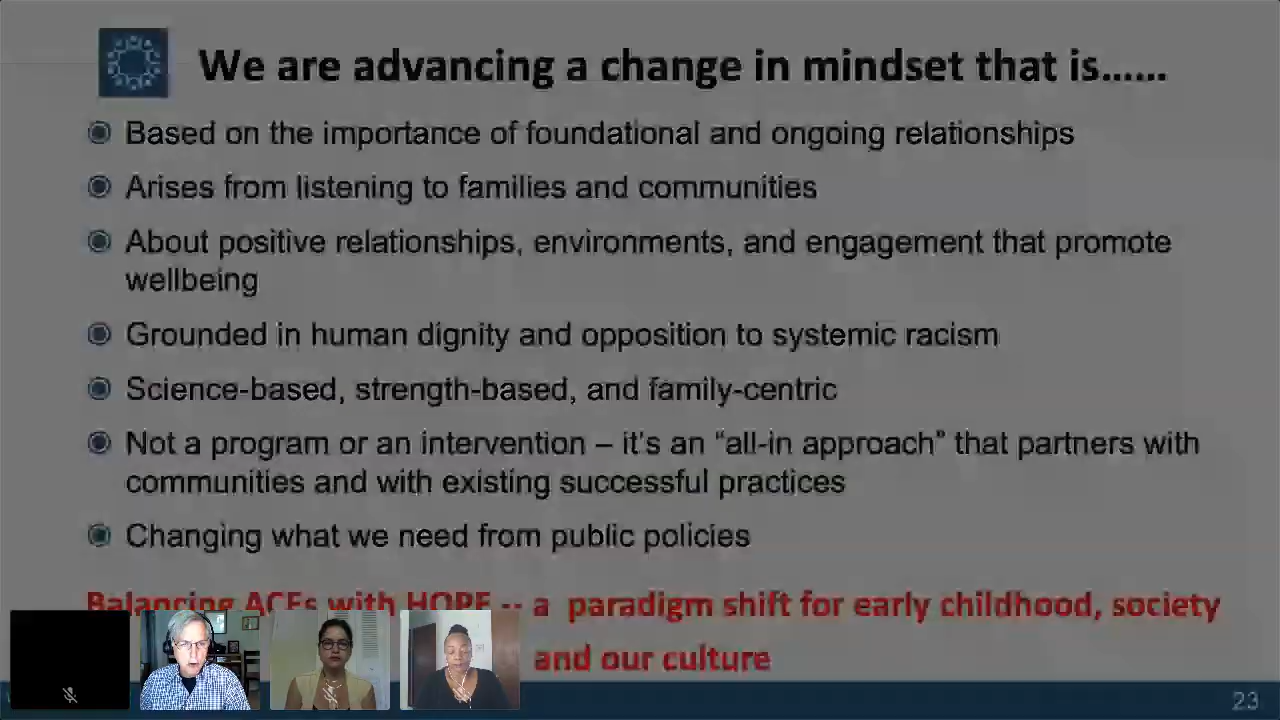 We are advancing a change in mindset that is......
Based on the importance of foundational and ongoing relationships
Arises from listening to families and communities
About positive relationships, environments, and engagement that promote
wellbeing
Grounded in human dignity and opposition to systemic racism
Science-based, strength-based, and family-centric
Not a program or an intervention – it's an “all-in approach” that partners with
communities and with existing successful practices
Changing what we need from public policies
Balancing ACEs with HOPE -- a paradigm shift for early childhood, society
and our culture
23